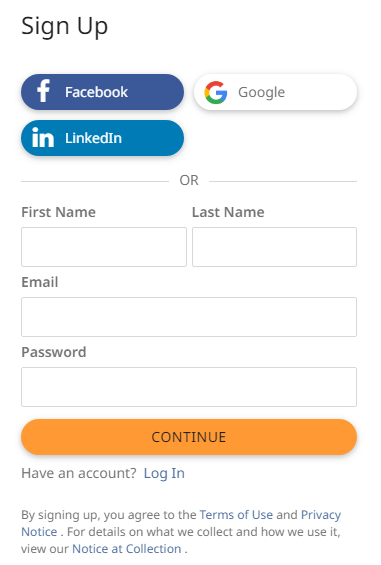 Sign Up
Facebook
Google
LinkedIn
OR
First Name
Last Name
Email
Password
CONTINUE
Have an account? Log In
By signing up, you agree to the Terms of Use and Privacy
Notice . For details on what we collect and how we use it,
view our Notice at Collection .